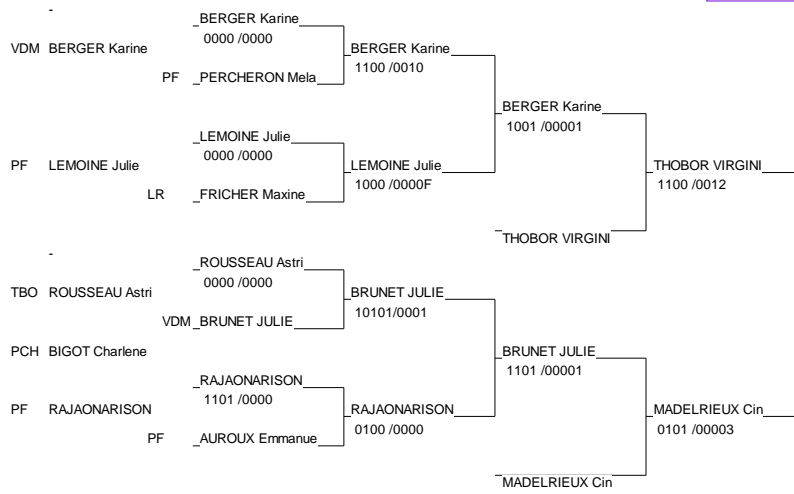 -
BERGER Karine
0000 /0000
VDM BERGER Karine
BERGER Karine
1100 /0010
PF PERCHERON Mela
BERGER Karine
1001 /00001
LEMOINE Julie
0000 /0000
PF LEMOINE Julie
LEMOINE Julie
1000 /0000F
THOBOR VIRGINI
1100 /0012
LR FRICHER Maxine
THOBOR VIRGINI
-
ROUSSEAU Astri
0000 /0000
TBO ROUSSEAU Astri
BRUNET JULIE
10101/0001
VDM BRUNET JULIE
PCH BIGOT Charlene
BRUNET JULIE
1101 /00001
RAJAONARISON
1101 /0000
PF RAJAONARISON
RAJAONARISON
0100 /0000
MADELRIEUX Cin
0101 /00003
PF AUROUX Emmanue
MADELRIEUX Cin